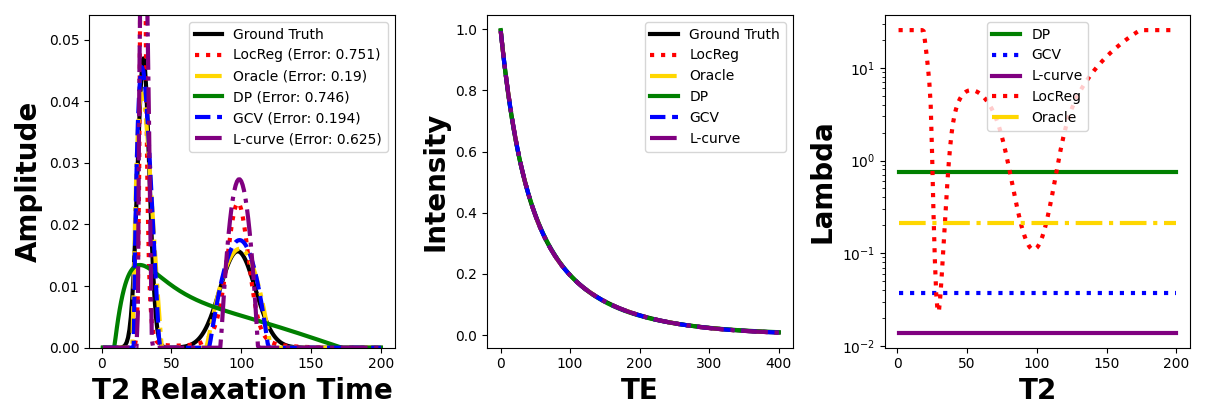 Amplitude
0.05
0.04
0.03
0.02
0.01
0.00
0
50
100
150
200
T2 Relaxation Time
Ground Truth
LocReg (Error: 0.751)
Oracle (Error: 0.19)
DP (Error: 0.746)
GCV (Error: 0.194)
L-curve (Error: 0.625)
Intensity
1.0
0.8
0.6
0.4
0.2
0.0
0
100
200
300
400
TE
Ground Truth
LocReg
Oracle
DP
GCV
L-curve
Lambda
10¹
10⁰
10⁻¹
10⁻²
0
50
100
150
200
T2
DP
GCV
L-curve
LocReg
Oracle